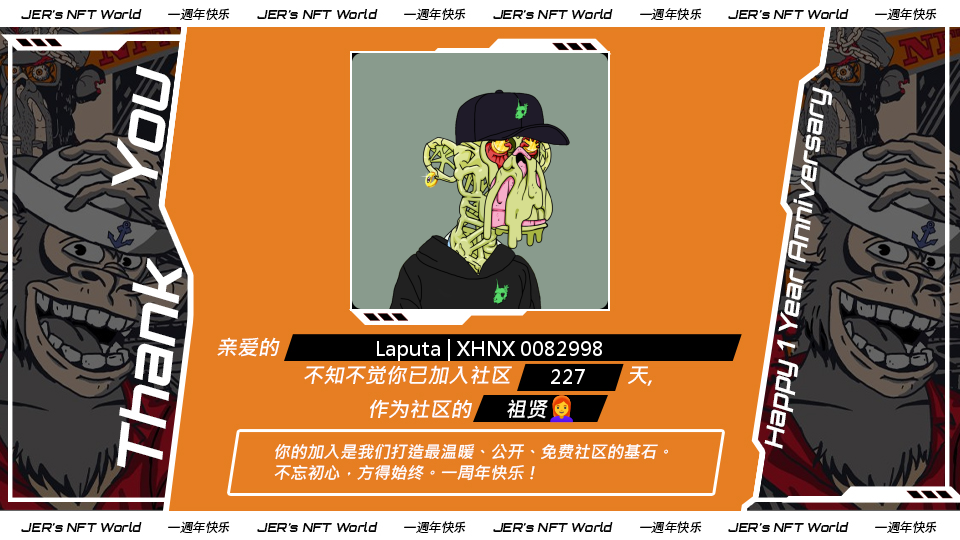 JER's NFT World 一週年快乐 JER's NFT World 一週年快乐 JER's NFT World 一週年快乐 JER's NFT World 一週年快乐
Thank You
亲爱的 Laputa | XHNX 0082998
不知不觉你已加入社区 227 天,
作为社区的 祖贤👩‍🦰
你的加入是我们打造最温暖、公开、免费社区的基石。
不忘初心,方得始终。一周年快乐!
Happy 1 Year Anniversary
JER's NFT World 一週年快乐 JER's NFT World 一週年快乐 JER's NFT World 一週年快乐 JER's NFT World 一週年快乐